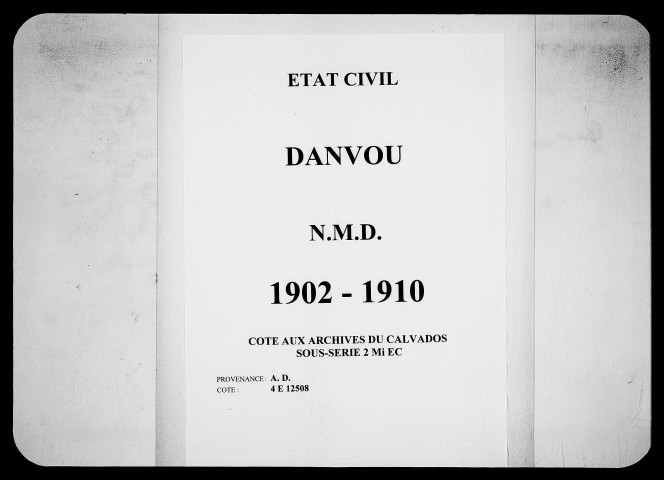 ETAT CIVIL
DANVOU
N.M.D.
1902 - 1910
COTE AUX ARCHIVES DU CALVADOS
SOUS-SERIE 2 Mi EC
PROVENANCE : A. D.
COTE : 4 E 12508